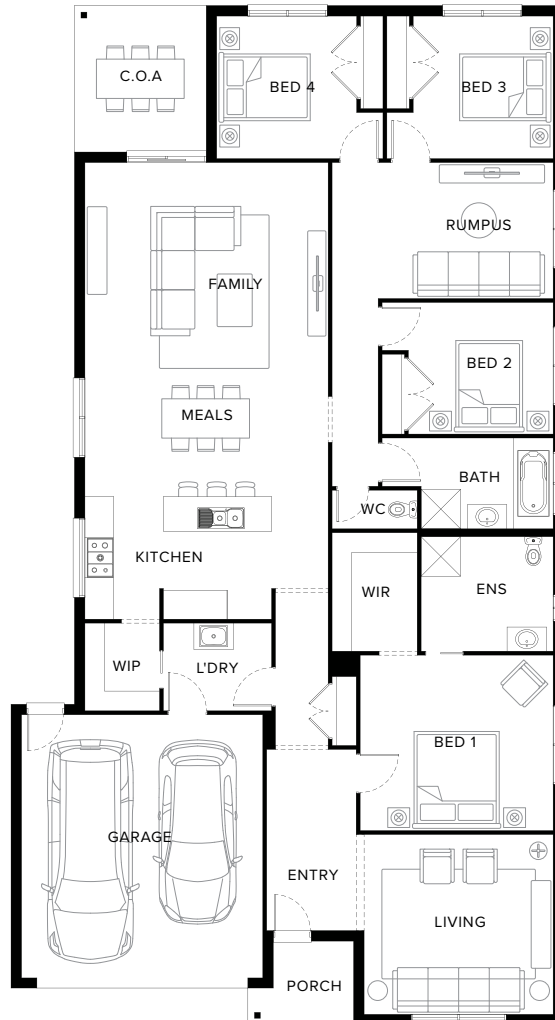 C.O.A
BED 4
BED 3
RUMPUS
FAMILY
BED 2
MEALS
BATH
WC
KITCHEN
WIR
ENS
WIP
L'DRY
BED 1
GARAGE
ENTRY
LIVING
PORCH